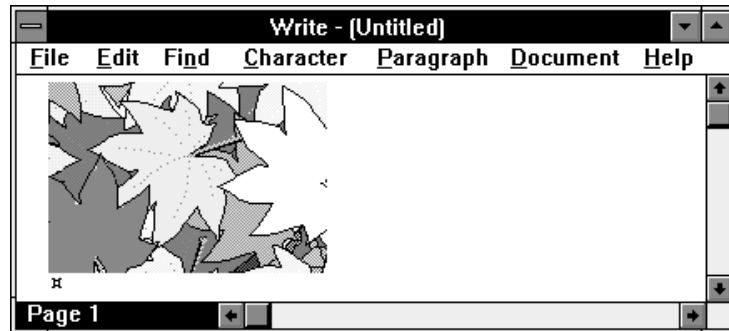 Write - (Untitled)
File Edit Find Character Paragraph Document Help
¤
Page 1